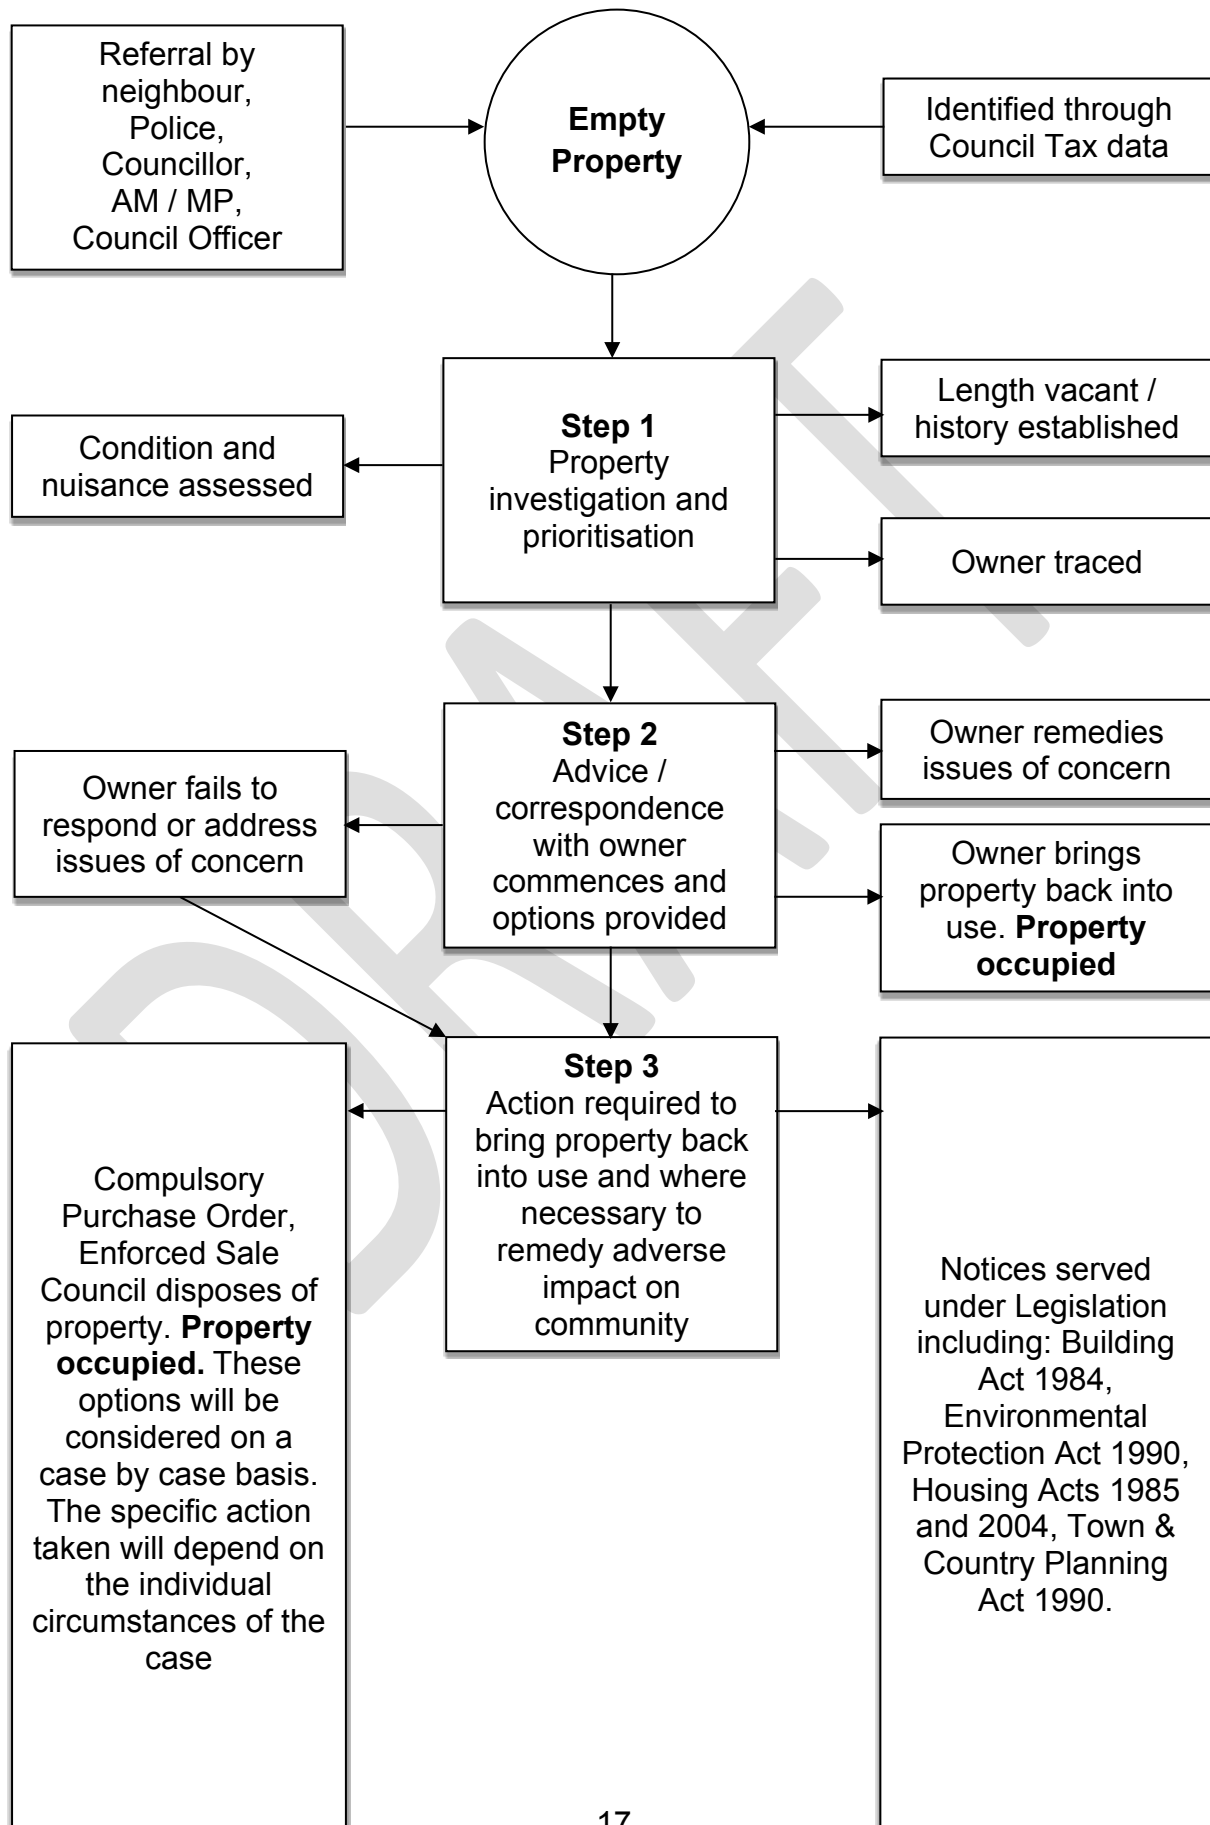 Referral by
neighbour,
Police,
Councillor,
AM / MP,
Council Officer
Empty
Property
Identified through
Council Tax data
Step 1
Property
investigation and
prioritisation
Condition and
nuisance assessed
Length vacant /
history established
Owner traced
Step 2
Advice /
correspondence
with owner
commences and
options provided
Owner fails to
respond or address
issues of concern
Owner remedies
issues of concern
Owner brings
property back into
use. Property
occupied
Step 3
Action required to
bring property back
into use and where
necessary to
remedy adverse
impact on
community
Compulsory
Purchase Order,
Enforced Sale
Council disposes of
property. Property
occupied. These
options will be
considered on a
case by case basis.
The specific action
taken will depend on
the individual
circumstances of the
case
Notices served
under Legislation
including: Building
Act 1984,
Environmental
Protection Act 1990,
Housing Acts 1985
and 2004, Town &
Country Planning
Act 1990.
DRAFT
17